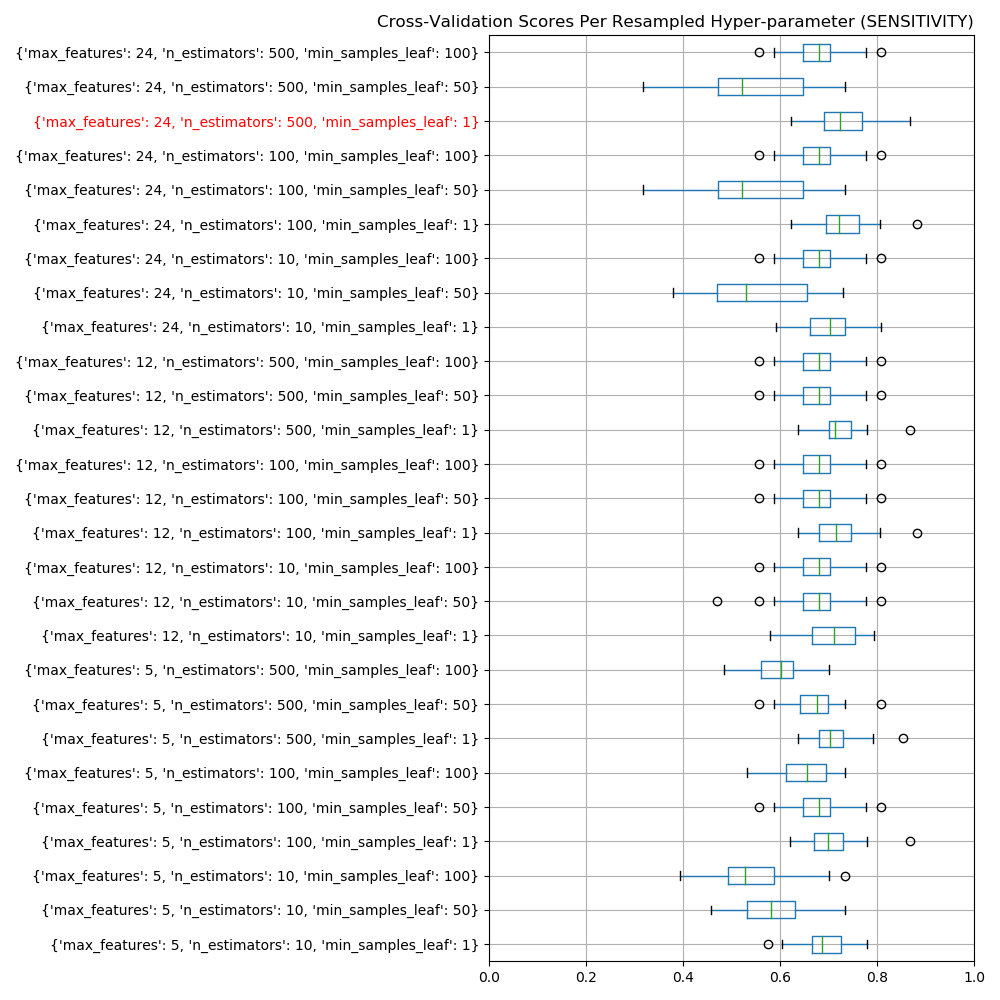 Cross-Validation Scores Per Resampled Hyper-parameter (SENSITIVITY)
{'max_features': 24, 'n_estimators': 500, 'min_samples_leaf': 100}
{'max_features': 24, 'n_estimators': 500, 'min_samples_leaf': 50}
{'max_features': 24, 'n_estimators': 500, 'min_samples_leaf': 1}
{'max_features': 24, 'n_estimators': 100, 'min_samples_leaf': 100}
{'max_features': 24, 'n_estimators': 100, 'min_samples_leaf': 50}
{'max_features': 24, 'n_estimators': 100, 'min_samples_leaf': 1}
{'max_features': 24, 'n_estimators': 10, 'min_samples_leaf': 100}
{'max_features': 24, 'n_estimators': 10, 'min_samples_leaf': 50}
{'max_features': 24, 'n_estimators': 10, 'min_samples_leaf': 1}
{'max_features': 12, 'n_estimators': 500, 'min_samples_leaf': 100}
{'max_features': 12, 'n_estimators': 500, 'min_samples_leaf': 50}
{'max_features': 12, 'n_estimators': 500, 'min_samples_leaf': 1}
{'max_features': 12, 'n_estimators': 100, 'min_samples_leaf': 100}
{'max_features': 12, 'n_estimators': 100, 'min_samples_leaf': 50}
{'max_features': 12, 'n_estimators': 100, 'min_samples_leaf': 1}
{'max_features': 12, 'n_estimators': 10, 'min_samples_leaf': 100}
{'max_features': 12, 'n_estimators': 10, 'min_samples_leaf': 50}
{'max_features': 12, 'n_estimators': 10, 'min_samples_leaf': 1}
{'max_features': 5, 'n_estimators': 500, 'min_samples_leaf': 100}
{'max_features': 5, 'n_estimators': 500, 'min_samples_leaf': 50}
{'max_features': 5, 'n_estimators': 500, 'min_samples_leaf': 1}
{'max_features': 5, 'n_estimators': 100, 'min_samples_leaf': 100}
{'max_features': 5, 'n_estimators': 100, 'min_samples_leaf': 50}
{'max_features': 5, 'n_estimators': 100, 'min_samples_leaf': 1}
{'max_features': 5, 'n_estimators': 10, 'min_samples_leaf': 100}
{'max_features': 5, 'n_estimators': 10, 'min_samples_leaf': 50}
{'max_features': 5, 'n_estimators': 10, 'min_samples_leaf': 1}
0.0 0.2 0.4 0.6 0.8 1.0